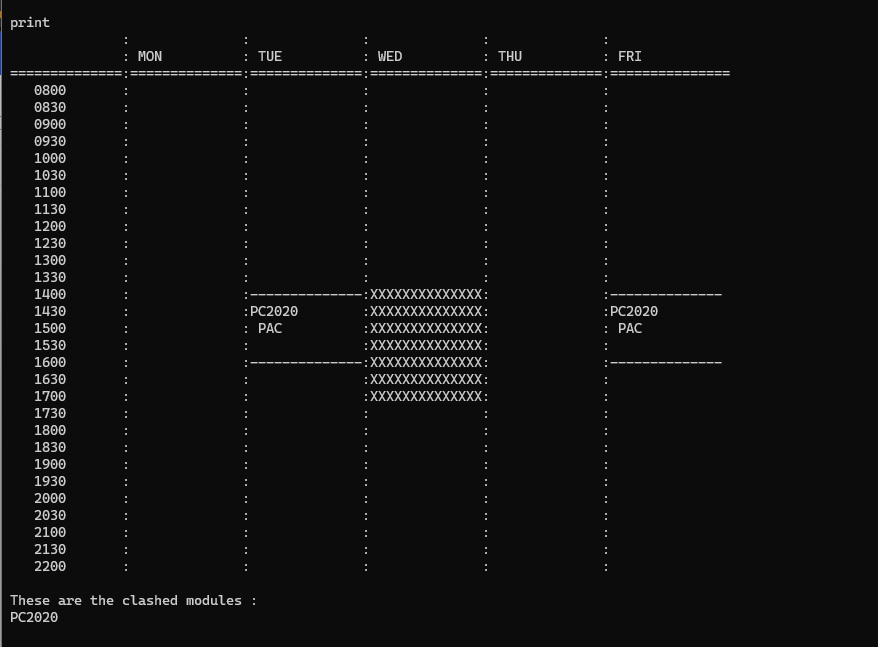 print
: : : : :
: MON : TUE : WED : THU : FRI
==============:==============:==============:==============:==============:===============
0800 : : : : :
0830 : : : : :
0900 : : : : :
0930 : : : : :
1000 : : : : :
1030 : : : : :
1100 : : : : :
1130 : : : : :
1200 : : : : :
1230 : : : : :
1300 : : : : :
1330 : : : : :
1400 : :--------------:XXXXXXXXXXXXXX: :--------------
1430 : :PC2020 :XXXXXXXXXXXXXX: :PC2020
1500 : : PAC :XXXXXXXXXXXXXX: : PAC
1530 : : :XXXXXXXXXXXXXX: :
1600 : :--------------:XXXXXXXXXXXXXX: :--------------
1630 : : :XXXXXXXXXXXXXX: :
1700 : : :XXXXXXXXXXXXXX: :
1730 : : : : :
1800 : : : : :
1830 : : : : :
1900 : : : : :
1930 : : : : :
2000 : : : : :
2030 : : : : :
2100 : : : : :
2130 : : : : :
2200 : : : : :
These are the clashed modules :
PC2020